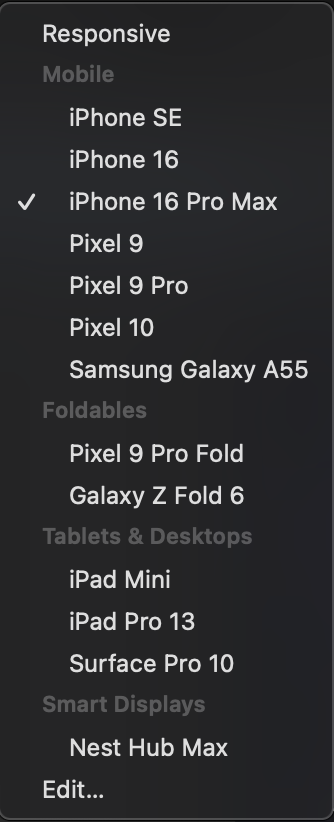 Responsive
Mobile
iPhone SE
iPhone 16
iPhone 16 Pro Max
Pixel 9
Pixel 9 Pro
Pixel 10
Samsung Galaxy A55
Foldables
Pixel 9 Pro Fold
Galaxy Z Fold 6
Tablets & Desktops
iPad Mini
iPad Pro 13
Surface Pro 10
Smart Displays
Nest Hub Max
Edit...